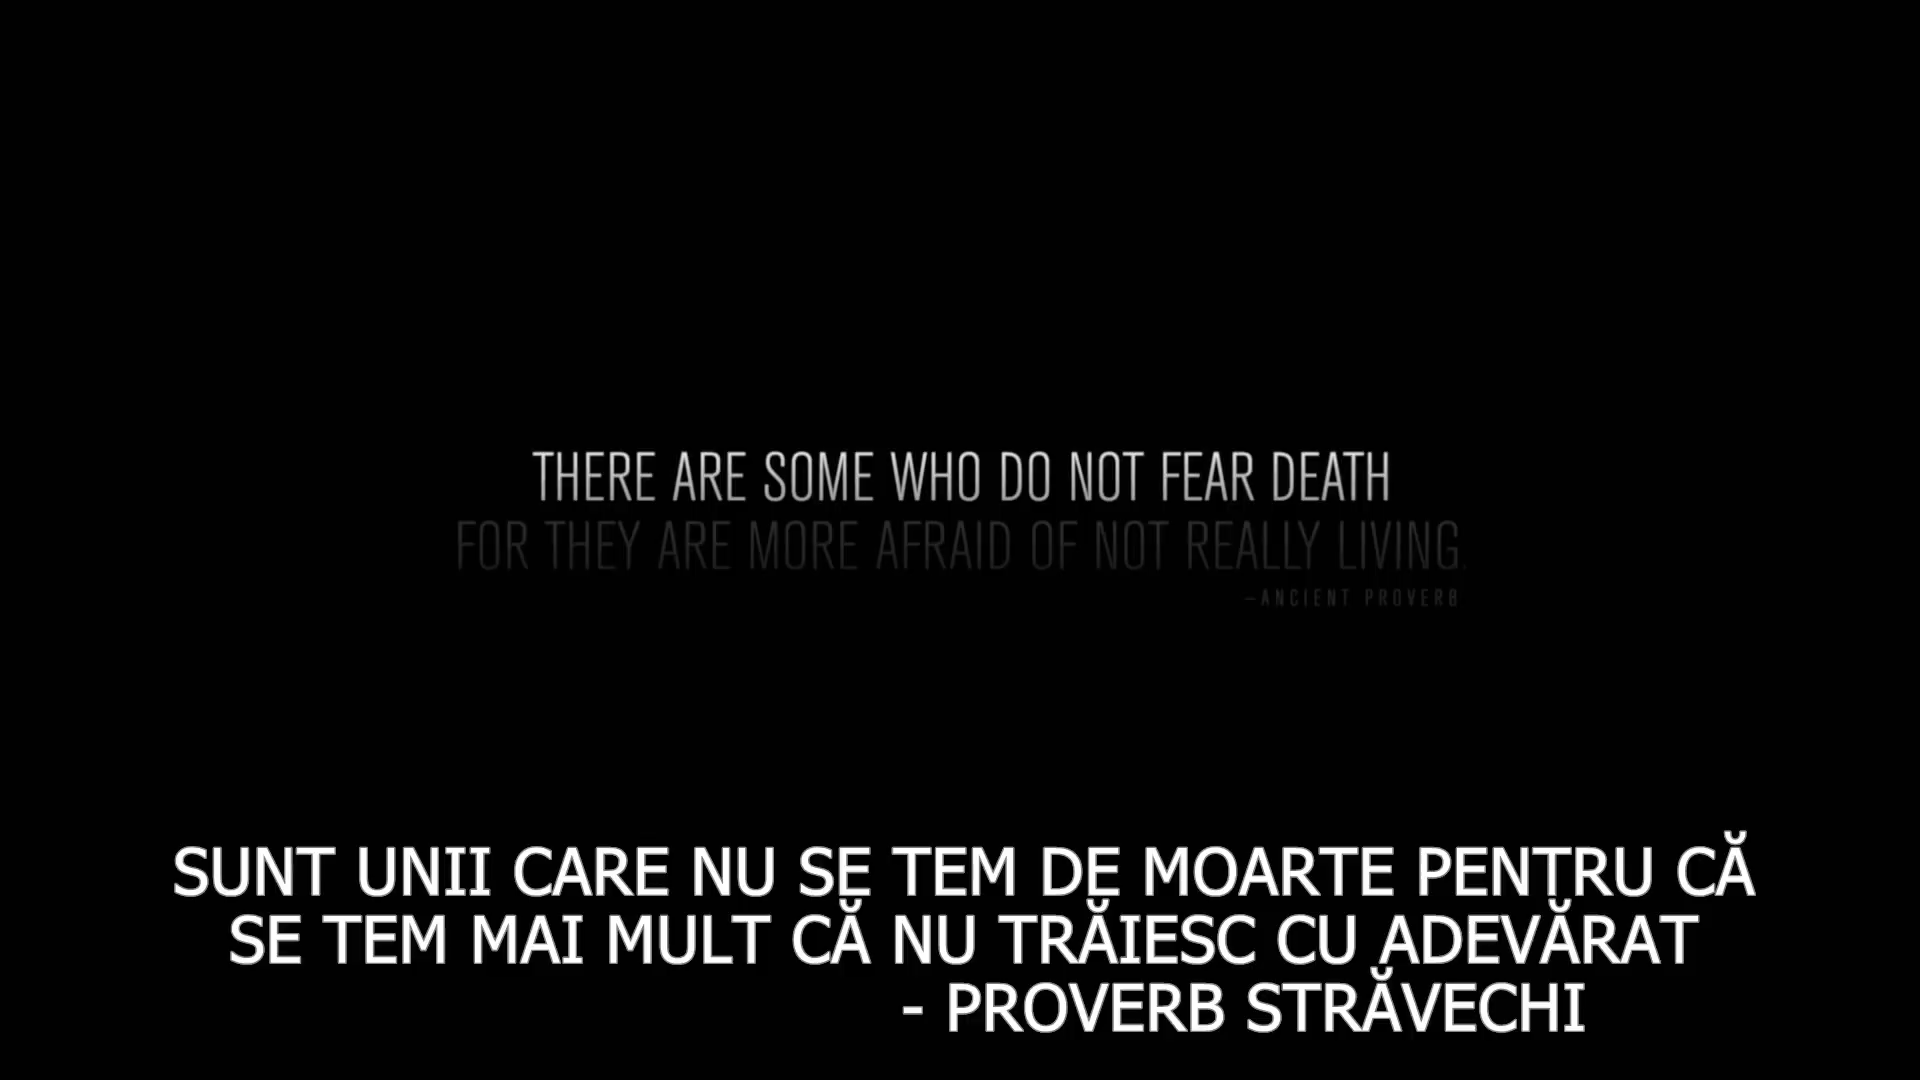 THERE ARE SOME WHO DO NOT FEAR DEATH
FOR THEY ARE MORE AFRAID OF NOT REALLY LIVING.
–ANCIENT PROVERB
SUNT UNII CARE NU SE TEM DE MOARTE PENTRU CĂ
SE TEM MAI MULT CĂ NU TRĂIESC CU ADEVĂRAT
- PROVERB STRĂVECHI